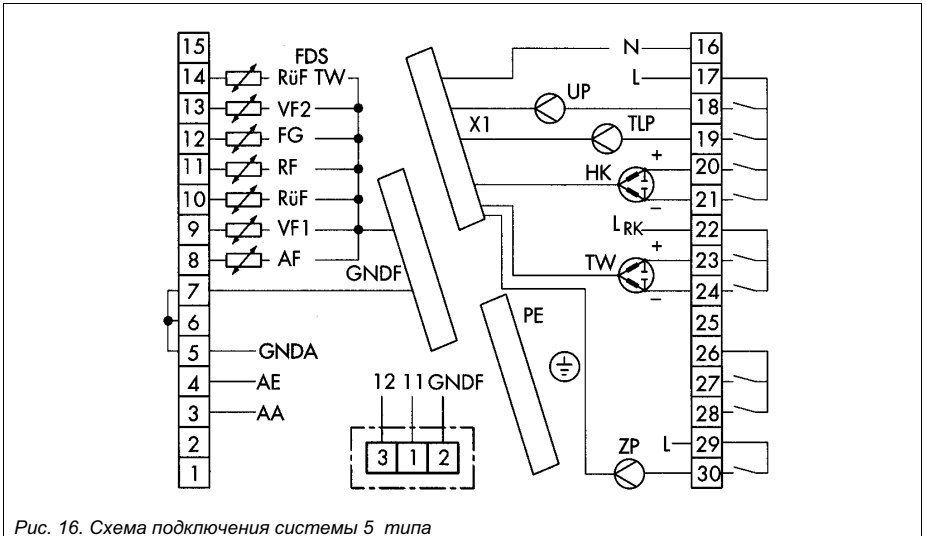 15
FDS
14 RüF TW
13 VF2
12 FG
11 RF
10 RüF
9 VF1
8 AF
GNDF
7
6
5 GNDA
4 AE
3 AA
2
1
X1
PE
12 11 GNDF
3 1 2
N 16
L 17
UP 18
TLP 19
HK + 20
− 21
LRK 22
TW + 23
− 24
25
26
27
28
L 29
ZP 30
Рис. 16. Схема подключения системы 5 типа